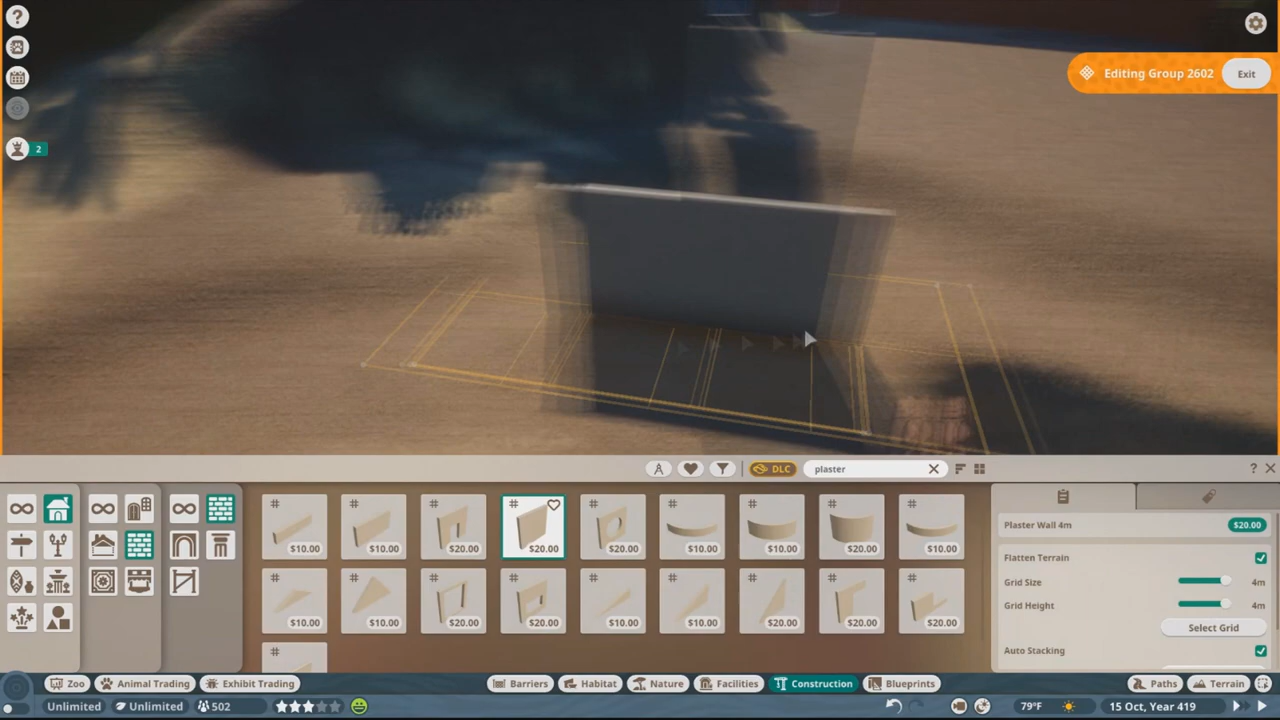 ?
Editing Group 2602 Exit
2
DLC plaster
?
$10.00 $10.00 $20.00 $20.00 $20.00 $10.00 $10.00 $20.00 $10.00
Plaster Wall 4m $20.00
Flatten Terrain
Grid Size 4m
Grid Height 4m
$10.00 $10.00 $20.00 $20.00 $10.00 $10.00 $20.00 $20.00 $20.00
Select Grid
Auto Stacking
Zoo Animal Trading Exhibit Trading Barriers Habitat Nature Facilities Construction Blueprints Paths Terrain
Unlimited Unlimited 502 79°F 15 Oct, Year 419